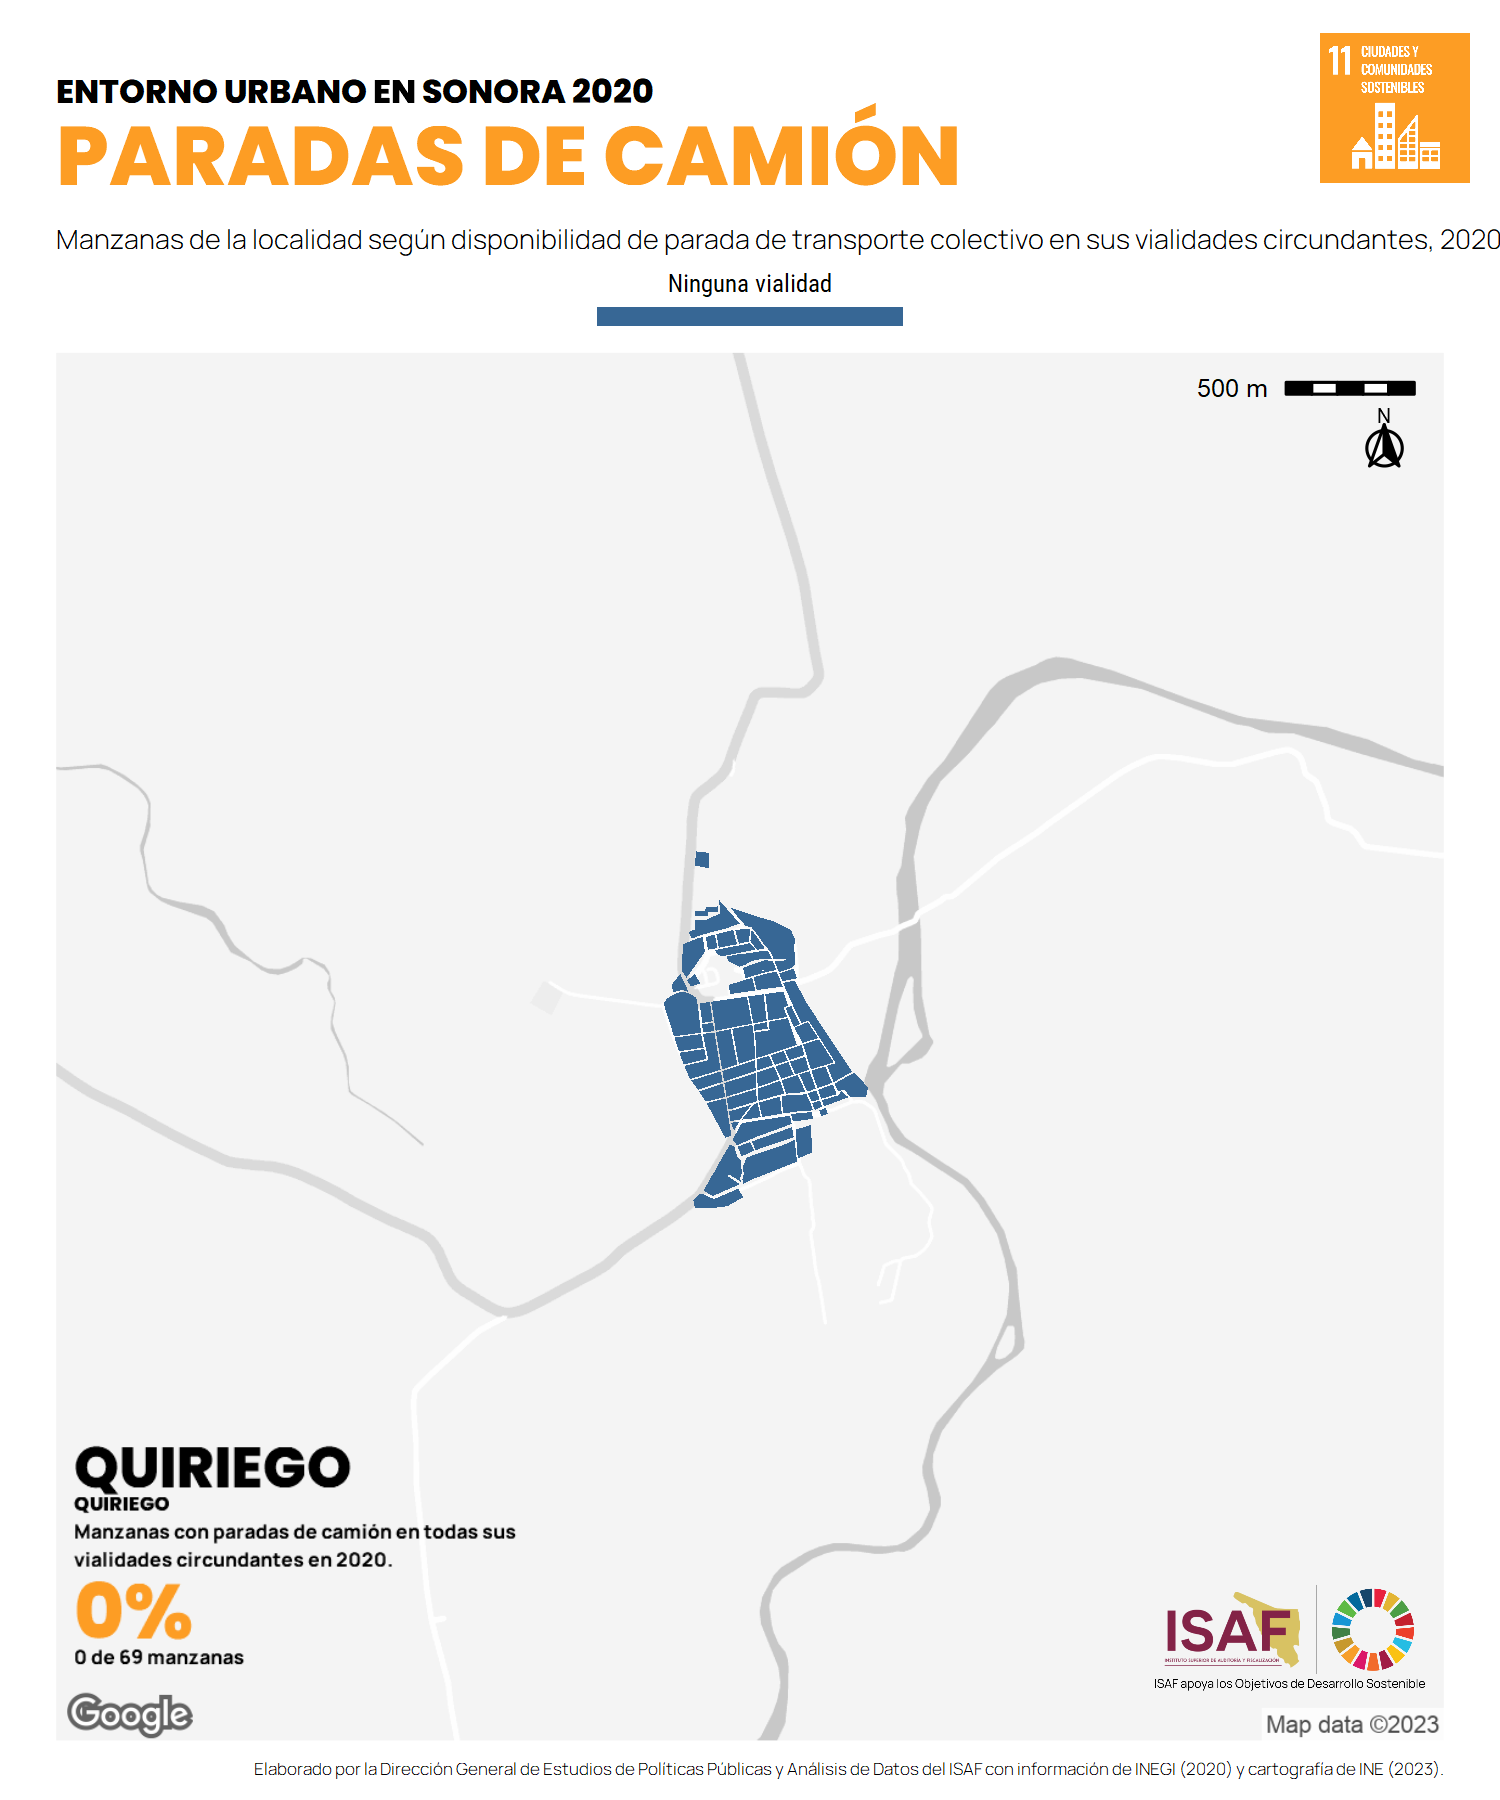 ENTORNO URBANO EN SONORA 2020
PARADAS DE CAMIÓN
11 CIUDADES Y
COMUNIDADES
SOSTENIBLES
Manzanas de la localidad según disponibilidad de parada de transporte colectivo en sus vialidades circundantes, 2020
Ninguna vialidad
500 m
N
QUIRIEGO
QUIRIEGO
Manzanas con paradas de camión en todas sus
vialidades circundantes en 2020.
0%
0 de 69 manzanas
Google
ISAF
INSTITUTO SUPERIOR DE AUDITORÍA Y FISCALIZACIÓN
ISAF apoya los Objetivos de Desarrollo Sostenible
Map data ©2023
Elaborado por la Dirección General de Estudios de Políticas Públicas y Análisis de Datos del ISAF con información de INEGI (2020) y cartografía de INE (2023).